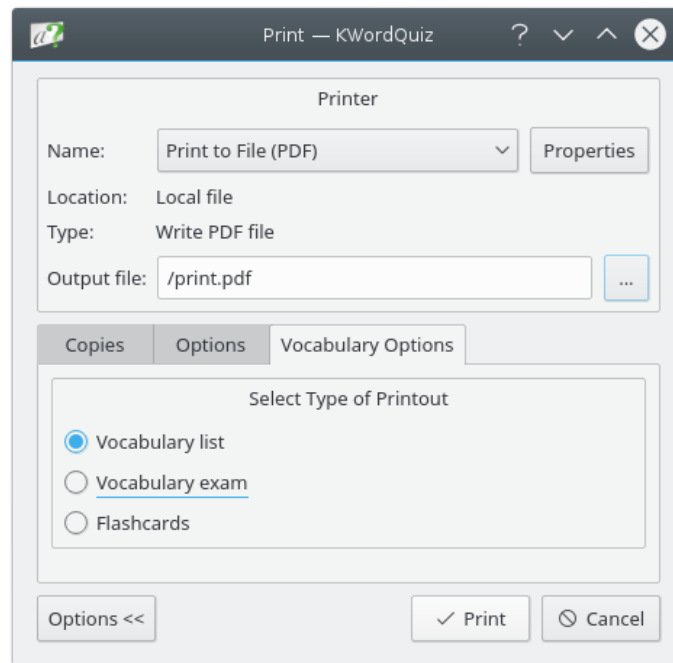 Print — KWordQuiz
Printer
Name: Print to File (PDF) Properties
Location: Local file
Type: Write PDF file
Output file: /print.pdf ...
Copies Options Vocabulary Options
Select Type of Printout
Vocabulary list
Vocabulary exam
Flashcards
Options << Print Cancel